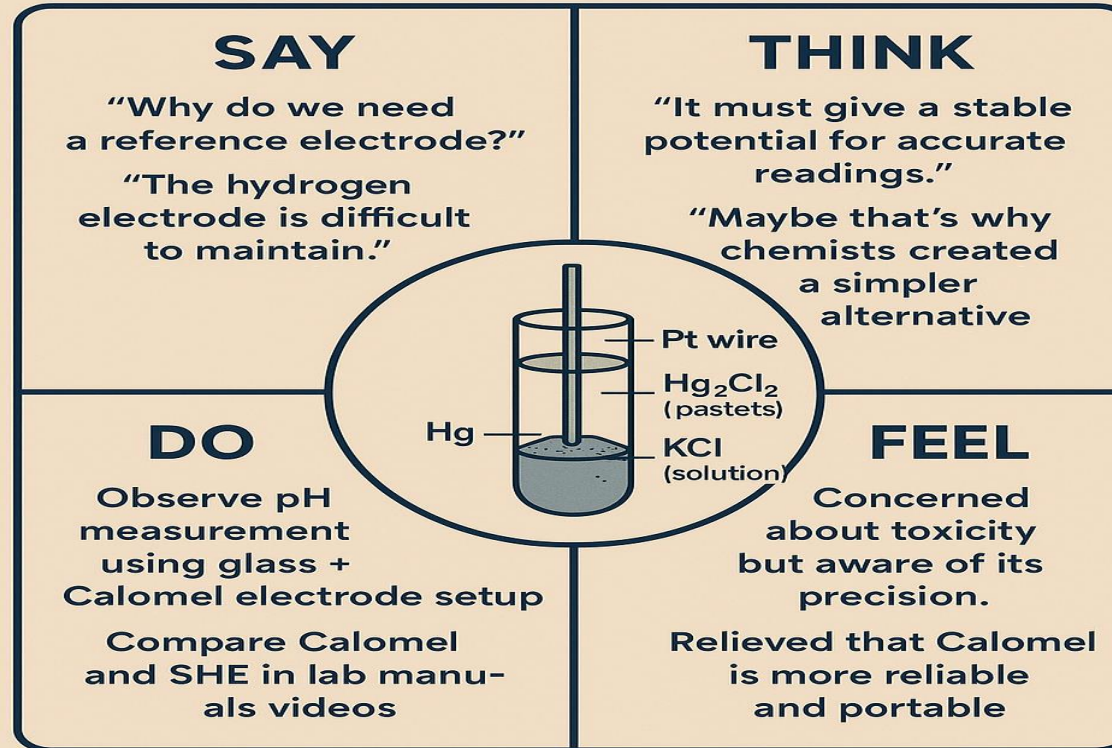 SAY
“Why do we need
a reference electrode?”
“The hydrogen
electrode is difficult
to maintain.”
THINK
“It must give a stable
potential for accurate
readings.”
“Maybe that’s why
chemists created
a simpler
alternative
Pt wire
Hg₂Cl₂
(pastets)
Hg
KCl
(solution)
DO
Observe pH
measurement
using glass +
Calomel electrode setup
Compare Calomel
and SHE in lab manu-
als videos
FEEL
Concerned
about toxicity
but aware of its
precision.
Relieved that Calomel
is more reliable
and portable